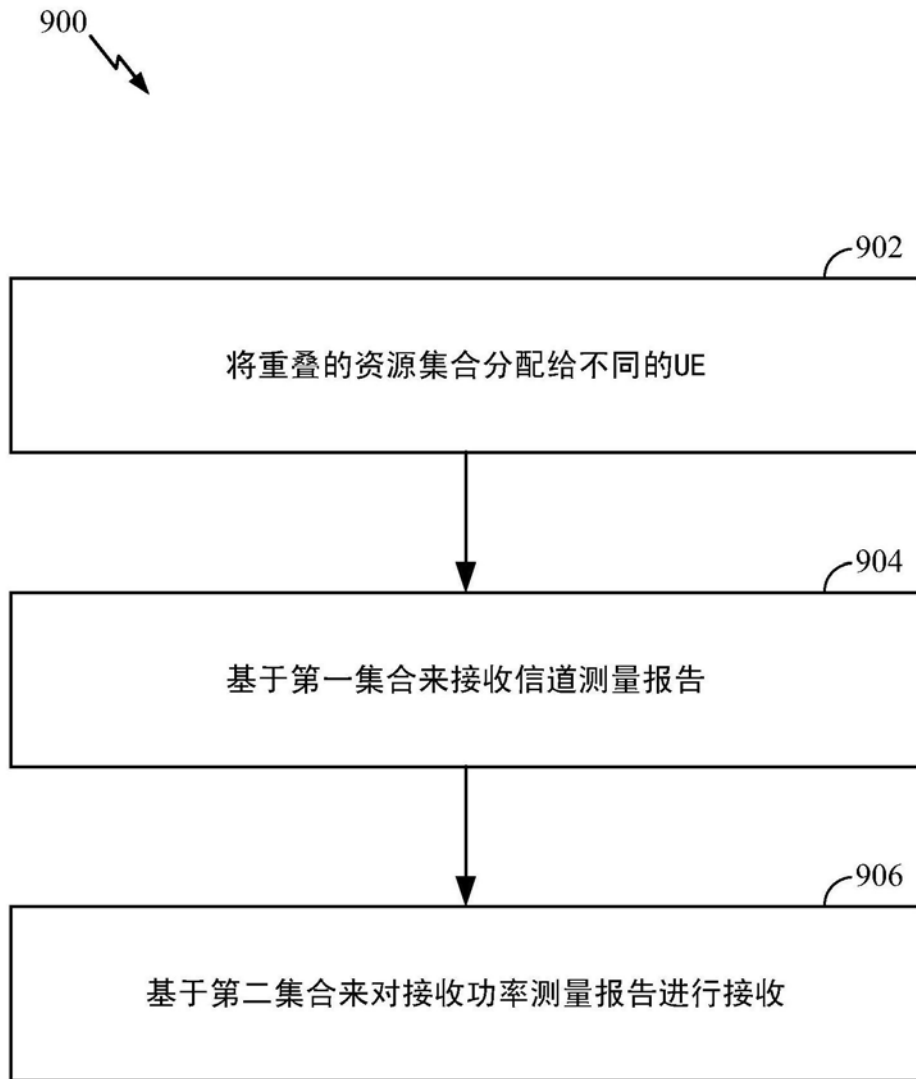 900
902
将重叠的资源集合分配给不同的UE
904
基于第一集合来接收信道测量报告
906
基于第二集合来对接收功率测量报告进行接收